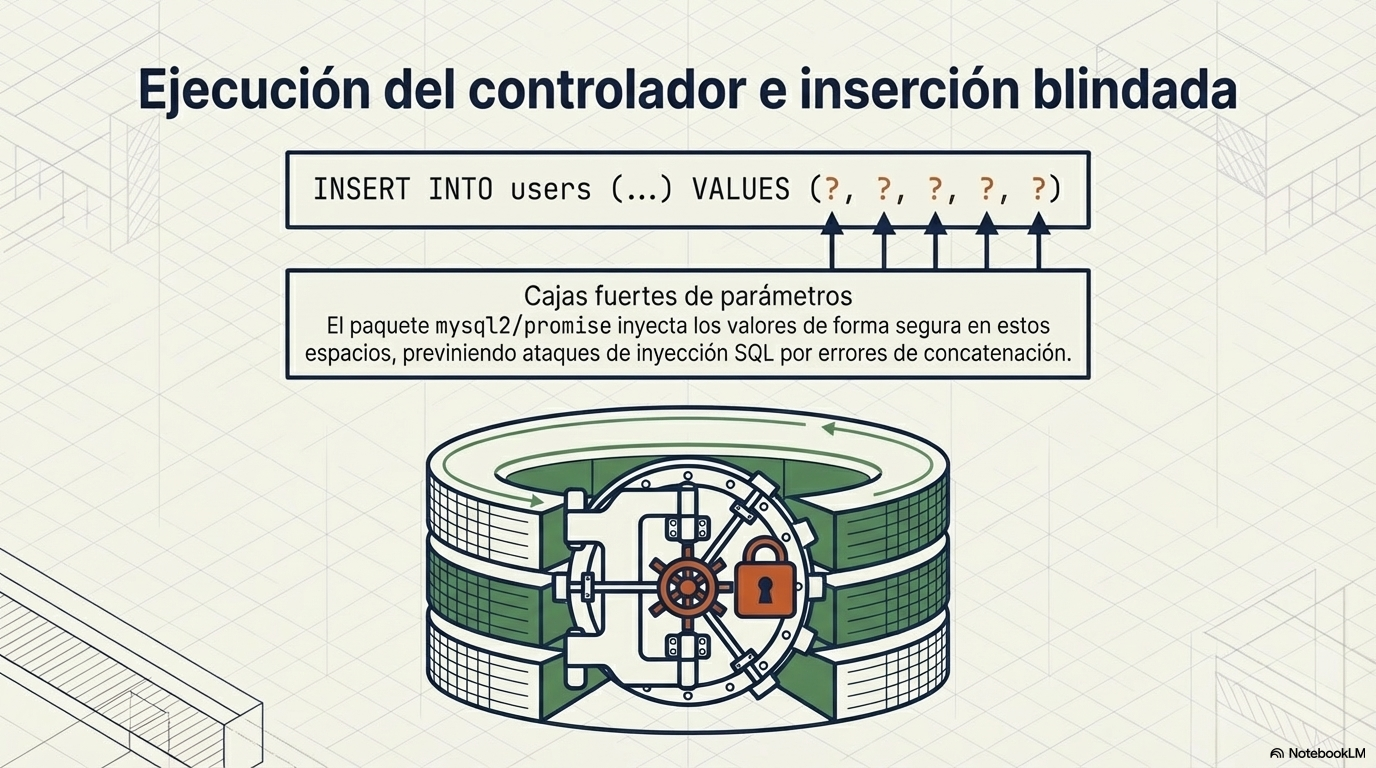 Ejecución del controlador e inserción blindada
INSERT INTO users (...) VALUES (?, ?, ?, ?, ?)
Cajas fuertes de parámetros
El paquete mysql2/promise inyecta los valores de forma segura en estos
espacios, previniendo ataques de inyección SQL por errores de concatenación.
NotebookLM